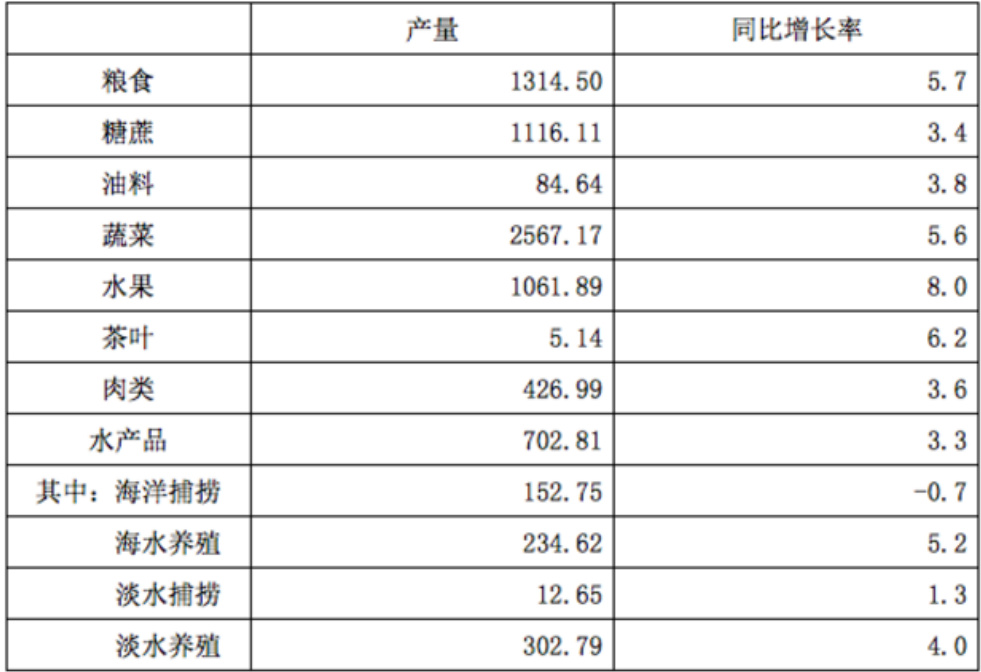 产量 同比增长率
粮食 1314.50 5.7
糖蔗 1116.11 3.4
油料 84.64 3.8
蔬菜 2567.17 5.6
水果 1061.89 8.0
茶叶 5.14 6.2
肉类 426.99 3.6
水产品 702.81 3.3
其中：海洋捕捞 152.75 -0.7
海水养殖 234.62 5.2
淡水捕捞 12.65 1.3
淡水养殖 302.79 4.0